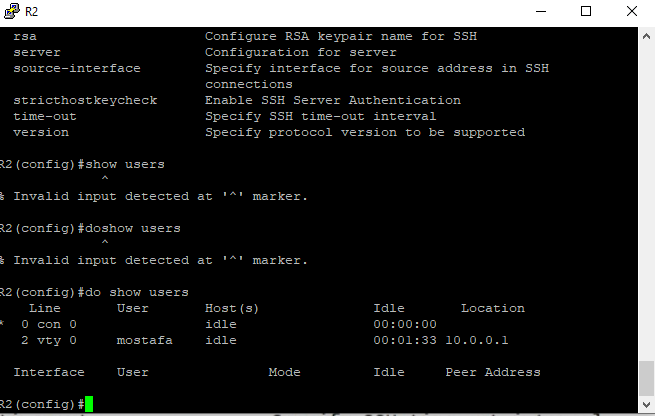 R2
rsa Configure RSA keypair name for SSH
server Configuration for server
source-interface Specify interface for source address in SSH
connections
stricthostkeycheck Enable SSH Server Authentication
time-out Specify SSH time-out interval
version Specify protocol version to be supported
R2(config)#show users
^
% Invalid input detected at '^' marker.
R2(config)#doshow users
^
% Invalid input detected at '^' marker.
R2(config)#do show users
Line User Host(s) Idle Location
* 0 con 0 idle 00:00:00
2 vty 0 mostafa idle 00:01:33 10.0.0.1
Interface User Mode Idle Peer Address
R2(config)#